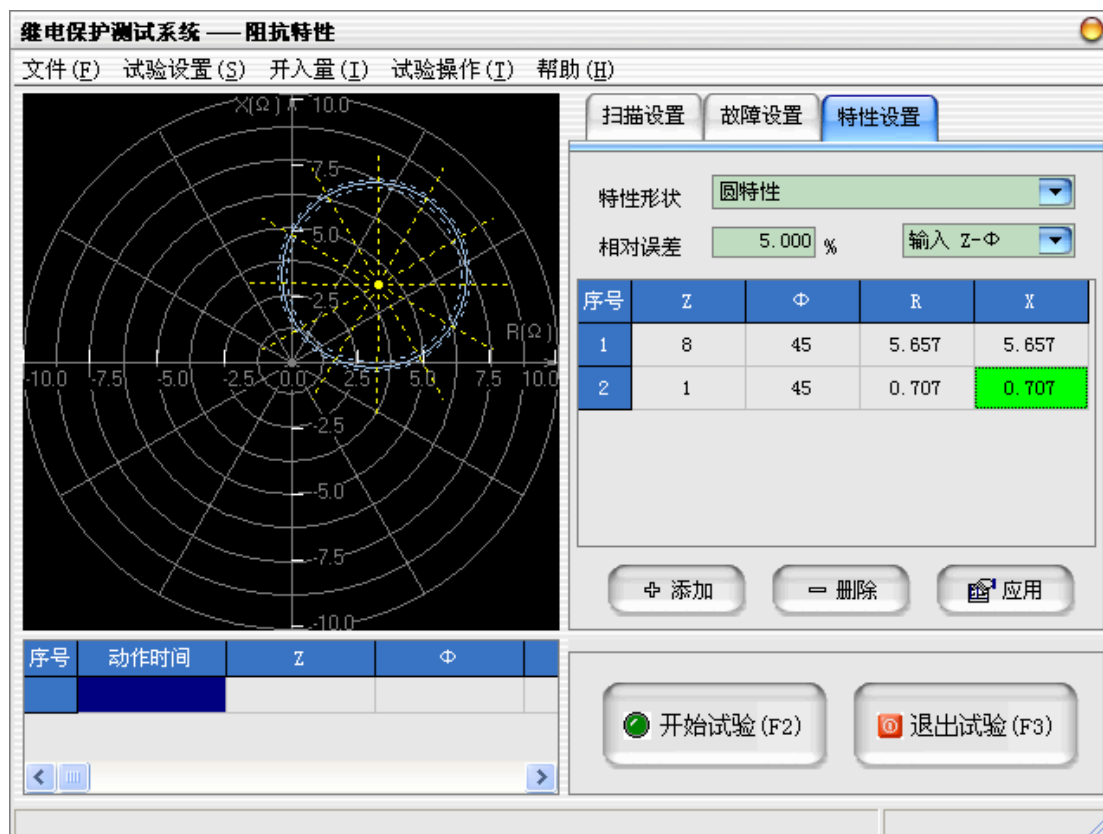 继电保护测试系统 —— 阻抗特性
文件(F) 试验设置(S) 开入量(I) 试验操作(T) 帮助(H)
X(Ω)
10.0
7.5
5.0
2.5
R(Ω)
-10.0 -7.5 -5.0 -2.5 0.0 2.5 5.0 7.5 10.0
-2.5
-5.0
-7.5
-10.0
扫描设置 故障设置 特性设置
特性形状 圆特性
相对误差 5.000 % 输入 Z-Φ
序号 Z Φ R X
1 8 45 5.657 5.657
2 1 45 0.707 0.707
添加 删除 应用
序号 动作时间 Z Φ
开始试验(F2) 退出试验(F3)